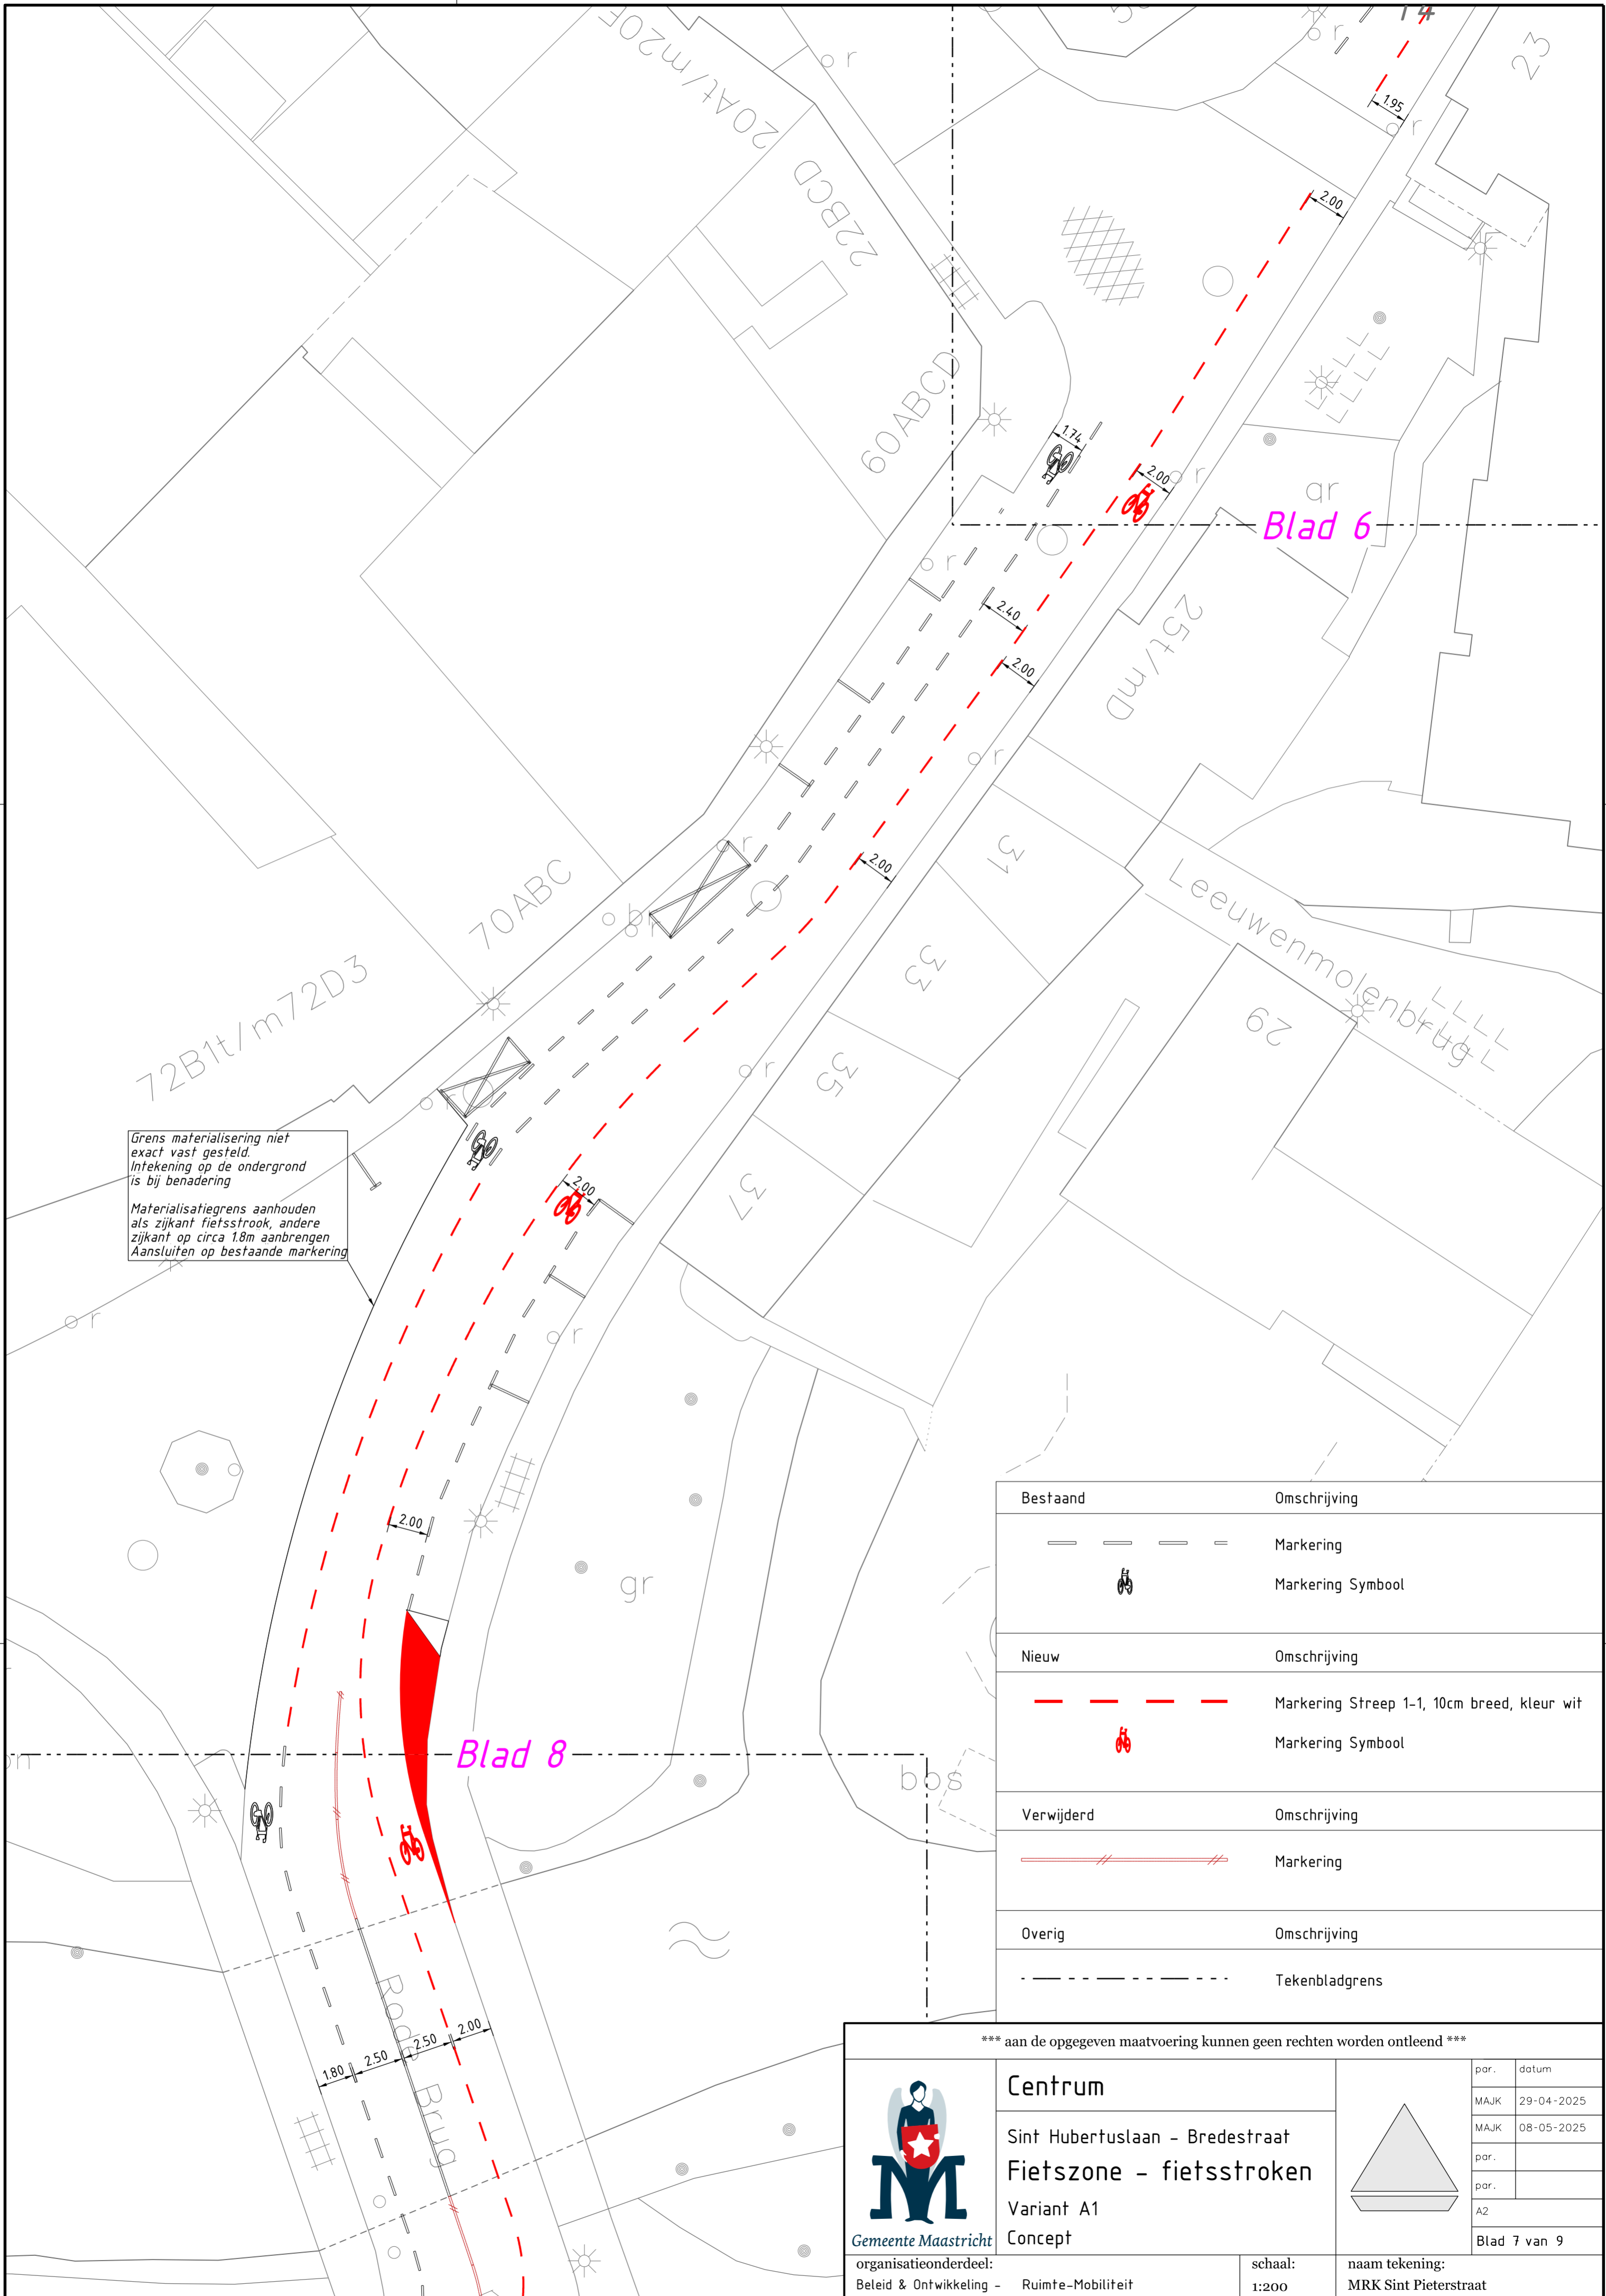 14
23
o r
o r
1.95
20At/m20F
22BCD
2.00
60ABCD
1.74
2.00
o r
gr
Blad 6
o r
2.40
25t/mD
2.00
o r
2.00
31
Leeuwenmolenbrug
o r
70ABC
o br
33
29
72B1t/m72D3
35
o r
o r
Grens materialisering niet
exact vast gesteld.
Intekening op de ondergrond
is bij benadering
Materialisatiegrens aanhouden
als zijkant fietsstrook, andere
zijkant op circa 1.8m aanbrengen
Aansluiten op bestaande markering
2.00
37
o r
o r
2.00
gr
Blad 8
bbs
Rode Brug
1.80
2.50
2.50
2.00
Bestaand Omschrijving
Markering
Markering Symbool
Nieuw Omschrijving
Markering Streep 1-1, 10cm breed, kleur wit
Markering Symbool
Verwijderd Omschrijving
Markering
Overig Omschrijving
Tekenbladgrens
*** aan de opgegeven maatvoering kunnen geen rechten worden ontleend ***
Gemeente Maastricht
Centrum
Sint Hubertuslaan - Bredestraat
Fietszone - fietsstroken
Variant A1
Concept
par. datum
MAJK 29-04-2025
MAJK 08-05-2025
par.
par.
A2
Blad 7 van 9
organisatieonderdeel:
Beleid & Ontwikkeling - Ruimte-Mobiliteit
schaal:
1:200
naam tekening:
MRK Sint Pieterstraat